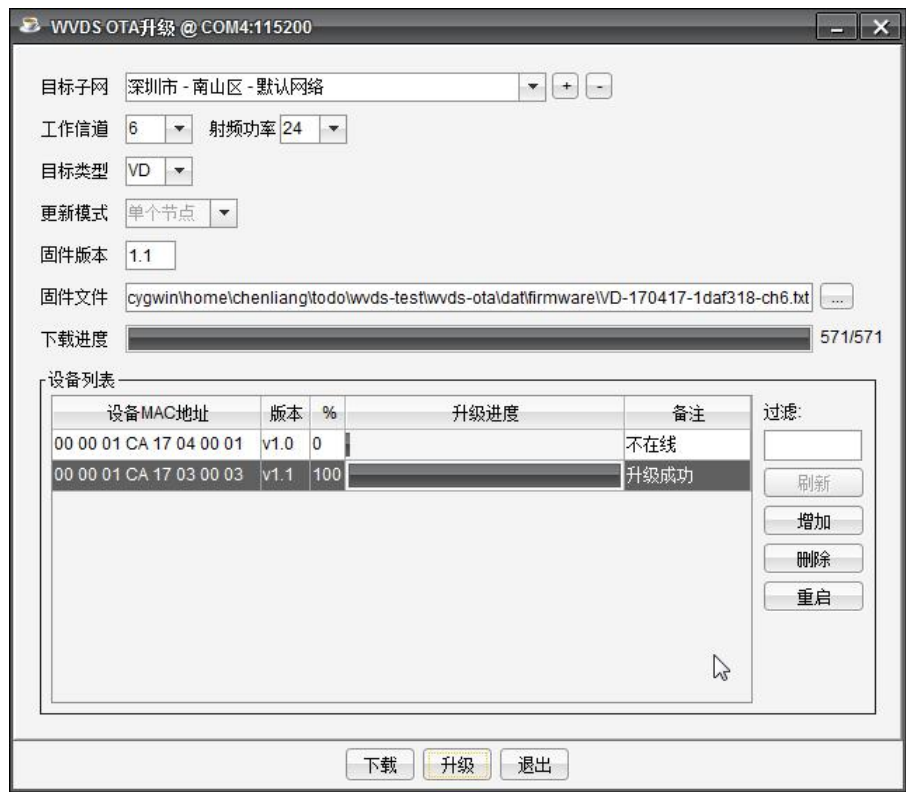 WVDS OTA升级 @ COM4:115200
目标子网 深圳市 - 南山区 - 默认网络 + -
工作信道 6 射频功率 24
目标类型 VD
更新模式 单个节点
固件版本 1.1
固件文件 cygwin\home\chenliang\todo\wvds-test\wvds-ota\dat\firmware\VD-170417-1daf318-ch6.txt ...
下载进度 571/571
设备列表
设备MAC地址 版本 % 升级进度 备注 过滤:
00 00 01 CA 17 04 00 01 v1.0 0 不在线
00 00 01 CA 17 03 00 03 v1.1 100 升级成功
刷新
增加
删除
重启
下载 升级 退出